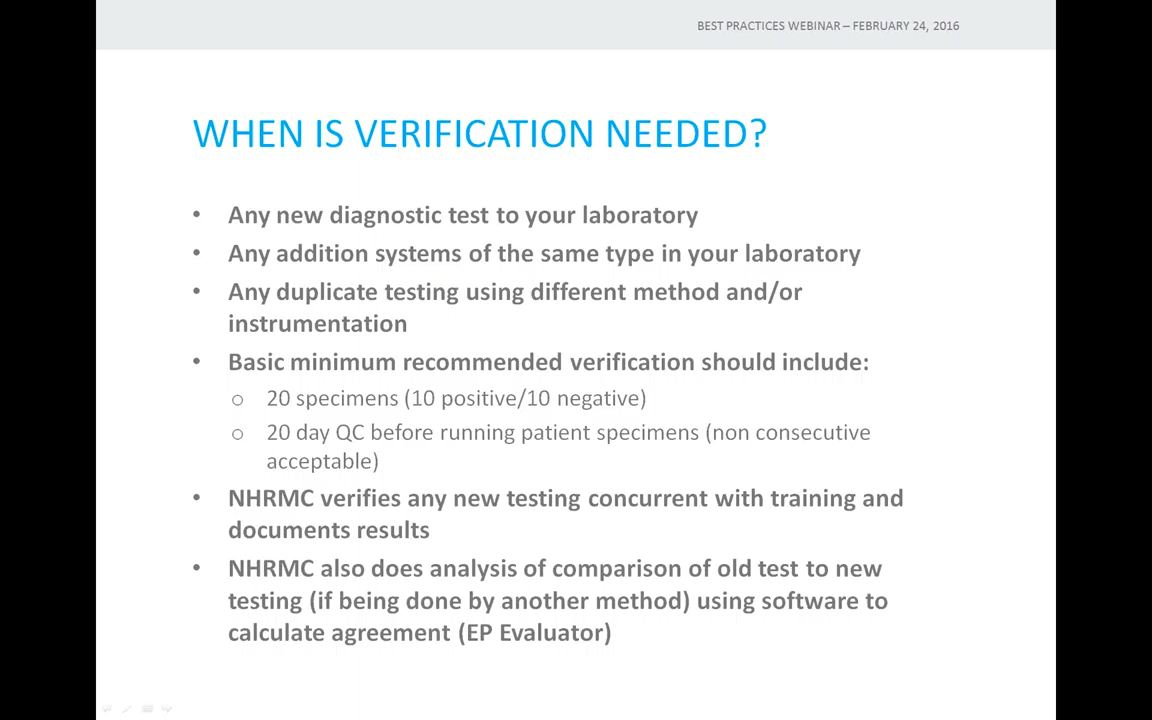 BEST PRACTICES WEBINAR – FEBRUARY 24, 2016
WHEN IS VERIFICATION NEEDED?
• Any new diagnostic test to your laboratory
• Any addition systems of the same type in your laboratory
• Any duplicate testing using different method and/or
instrumentation
• Basic minimum recommended verification should include:
o 20 specimens (10 positive/10 negative)
o 20 day QC before running patient specimens (non consecutive
acceptable)
• NHRMC verifies any new testing concurrent with training and
documents results
• NHRMC also does analysis of comparison of old test to new
testing (if being done by another method) using software to
calculate agreement (EP Evaluator)